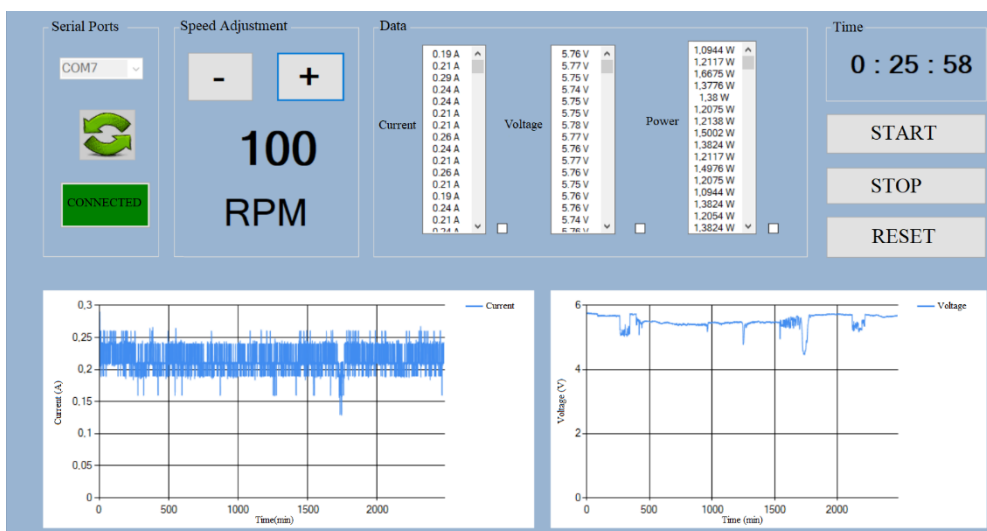 Serial Ports
COM7
CONNECTED
Speed Adjustment
-
+
100
RPM
Data
Current
0.19 A
0.21 A
0.29 A
0.24 A
0.24 A
0.21 A
0.21 A
0.26 A
0.24 A
0.21 A
0.26 A
0.21 A
0.19 A
0.24 A
0.21 A
0.24 A
Voltage
5.76 V
5.77 V
5.75 V
5.74 V
5.75 V
5.75 V
5.78 V
5.77 V
5.76 V
5.77 V
5.76 V
5.75 V
5.76 V
5.76 V
5.74 V
5.76 V
Power
1,0944 W
1,2117 W
1,6675 W
1,3776 W
1,38 W
1,2075 W
1,2138 W
1,5002 W
1,3824 W
1,2117 W
1,4976 W
1,2075 W
1,0944 W
1,3824 W
1,2054 W
1,3824 W
Time
0 : 25 : 58
START
STOP
RESET
Current (A)
0,3
0,25
0,2
0,15
0,1
0,05
0
0
500
1000
1500
2000
Time(min)
Current
Voltage (V)
6
4
2
0
0
500
1000
1500
2000
Time (min)
Voltage